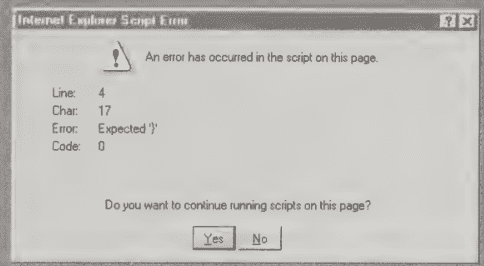 Internet Explorer Script Error
An error has occurred in the script on this page.
Line: 4
Char: 17
Error: Expected '}'
Code: 0
Do you want to continue running scripts on this page?
Yes No